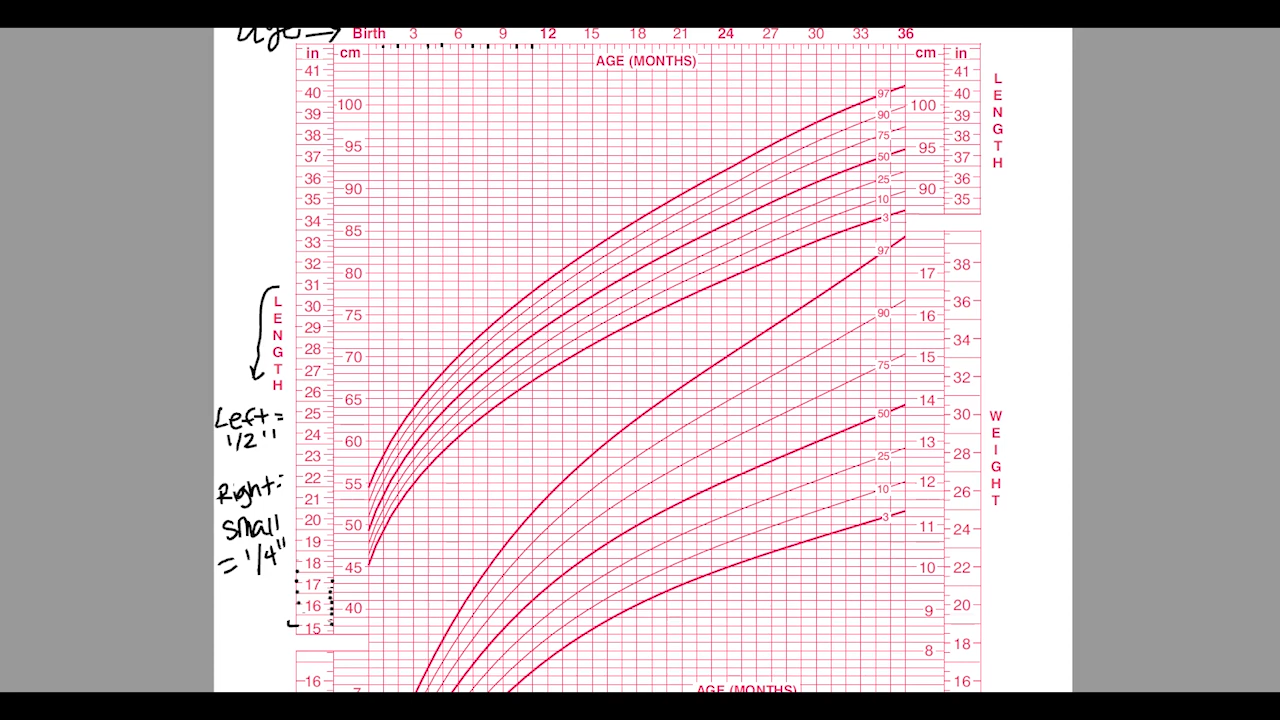 Age →
Birth 3 6 9 12 15 18 21 24 27 30 33 36
in cm AGE (MONTHS) cm in
41 41
40 100 97 100 40
39 90 39
38 75 38
37 95 50 95 37
36 25 36
35 90 10 90 35
34 3
33 85
32 80 97 17 38
31
30 75 90 16 36
29
28 70 75 15 34
27 32
26 65 50 14 30
25
24 60 25 13 28
23
22 55 10 12 26
21
20 50 3 11 24
19
18 45 10 22
17
16 40 9 20
15 8 18
16 7 AGE (MONTHS) 16
LENGTH
LENGTH
WEIGHT
Left =
1/2"
Right:
Small
= 1/4"